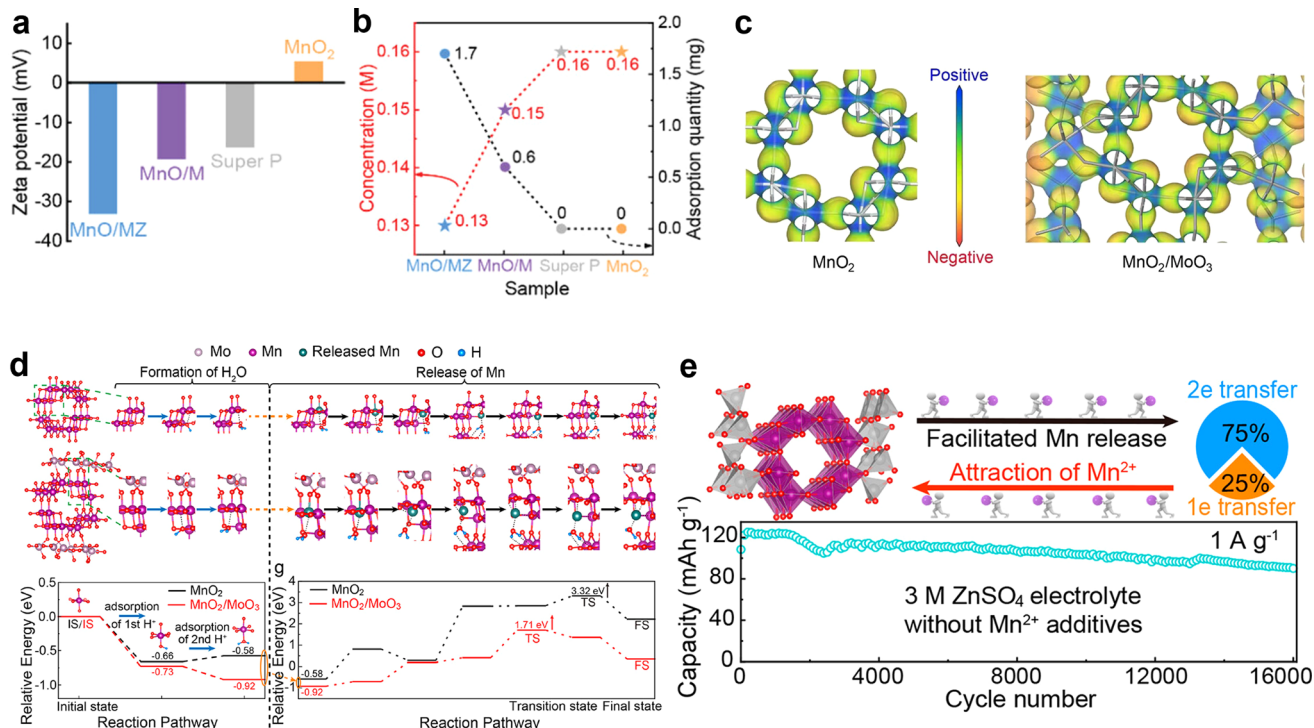 a
Zeta potential (mV)
10
0
-10
-20
-30
-40
MnO₂
MnO/MZ
MnO/M
Super P
b
Concentration (M)
0.16
0.15
0.14
0.13
1.7
0.16
0.16
0.15
0.6
0.13
0
0
2.0
1.5
1.0
0.5
0.0
Adsorption quantity (mg)
MnO/MZ
MnO/M
Super P
MnO₂
Sample
c
Positive
Negative
MnO₂
MnO₂/MoO₃
d
Mo
Mn
Released Mn
O
H
Formation of H₂O
Release of Mn
Relative Energy (eV)
0.5
0.0
-0.5
-1.0
MnO₂
MnO₂/MoO₃
IS/IS
adsorption
of 1st H⁺
adsorption
of 2nd H⁺
-0.66
-0.58
-0.73
-0.92
Initial state
Reaction Pathway
g
Relative Energy (eV)
4
3
2
1
0
-1
MnO₂
MnO₂/MoO₃
-0.58
-0.92
3.32 eV
TS
1.71 eV
TS
FS
FS
Transition state
Final state
Reaction Pathway
e
Facilitated Mn release
Attraction of Mn²⁺
2e transfer
75%
25%
1e transfer
Capacity (mAh g⁻¹)
120
80
40
0
1 A g⁻¹
3 M ZnSO₄ electrolyte
without Mn²⁺ additives
0
4000
8000
12000
16000
Cycle number